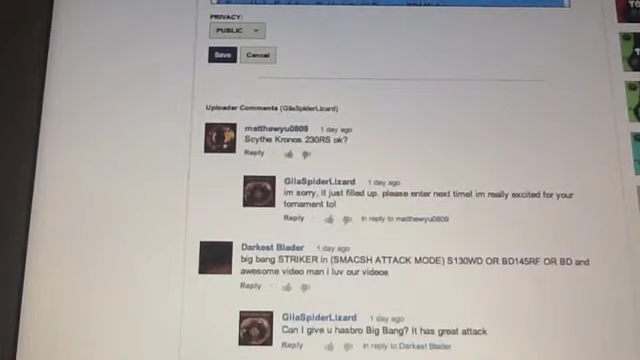 PRIVACY:
PUBLIC
Save Cancel
Uploader Comments (GilaSpiderLizard)
matthewyu0809 1 day ago
Scythe Kronos 230RS ok?
Reply
GilaSpiderLizard 1 day ago
im sorry, it just filled up. please enter next time! im really excited for your
tornament to!
Reply in reply to matthewyu0809
Darkest Blader 1 day ago
big bang STRIKER in (SMACSH ATTACK MODE) S130WD OR BD145RF OR BD and
awesome video man i luv our videos
Reply
GilaSpiderLizard 1 day ago
Can I give u hasbro Big Bang? It has great attack
Reply in reply to Darkest Blader